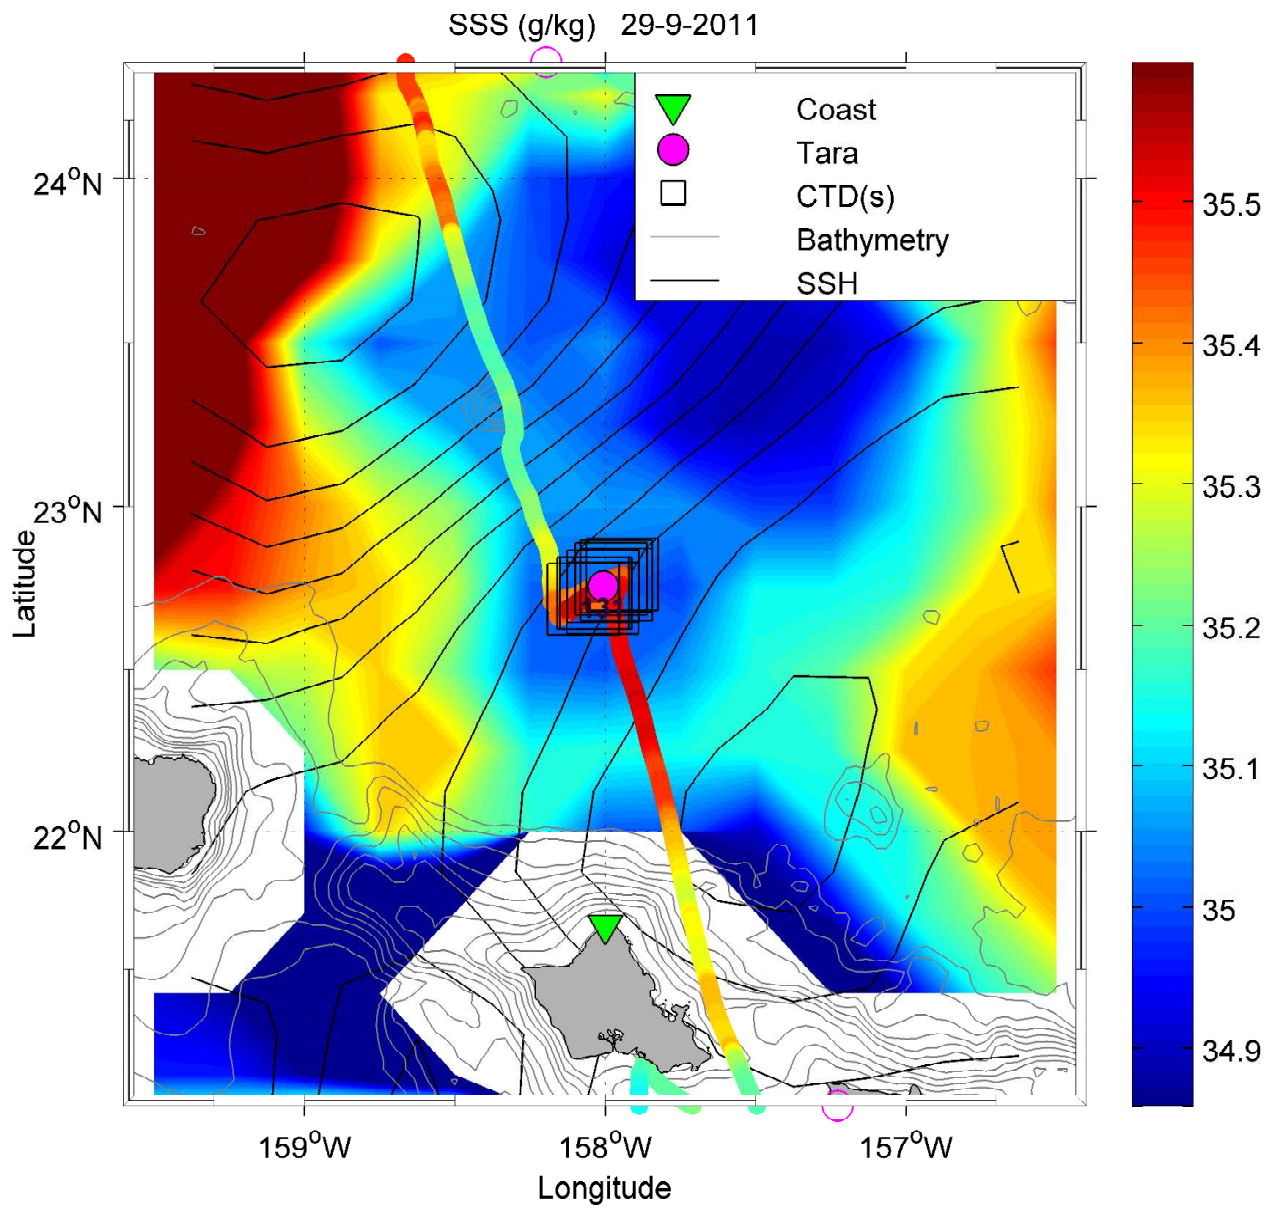 SSS (g/kg) 29-9-2011
Coast
Tara
CTD(s)
Bathymetry
SSH
24°N
23°N
22°N
Latitude
159°W
158°W
157°W
Longitude
35.5
35.4
35.3
35.2
35.1
35
34.9